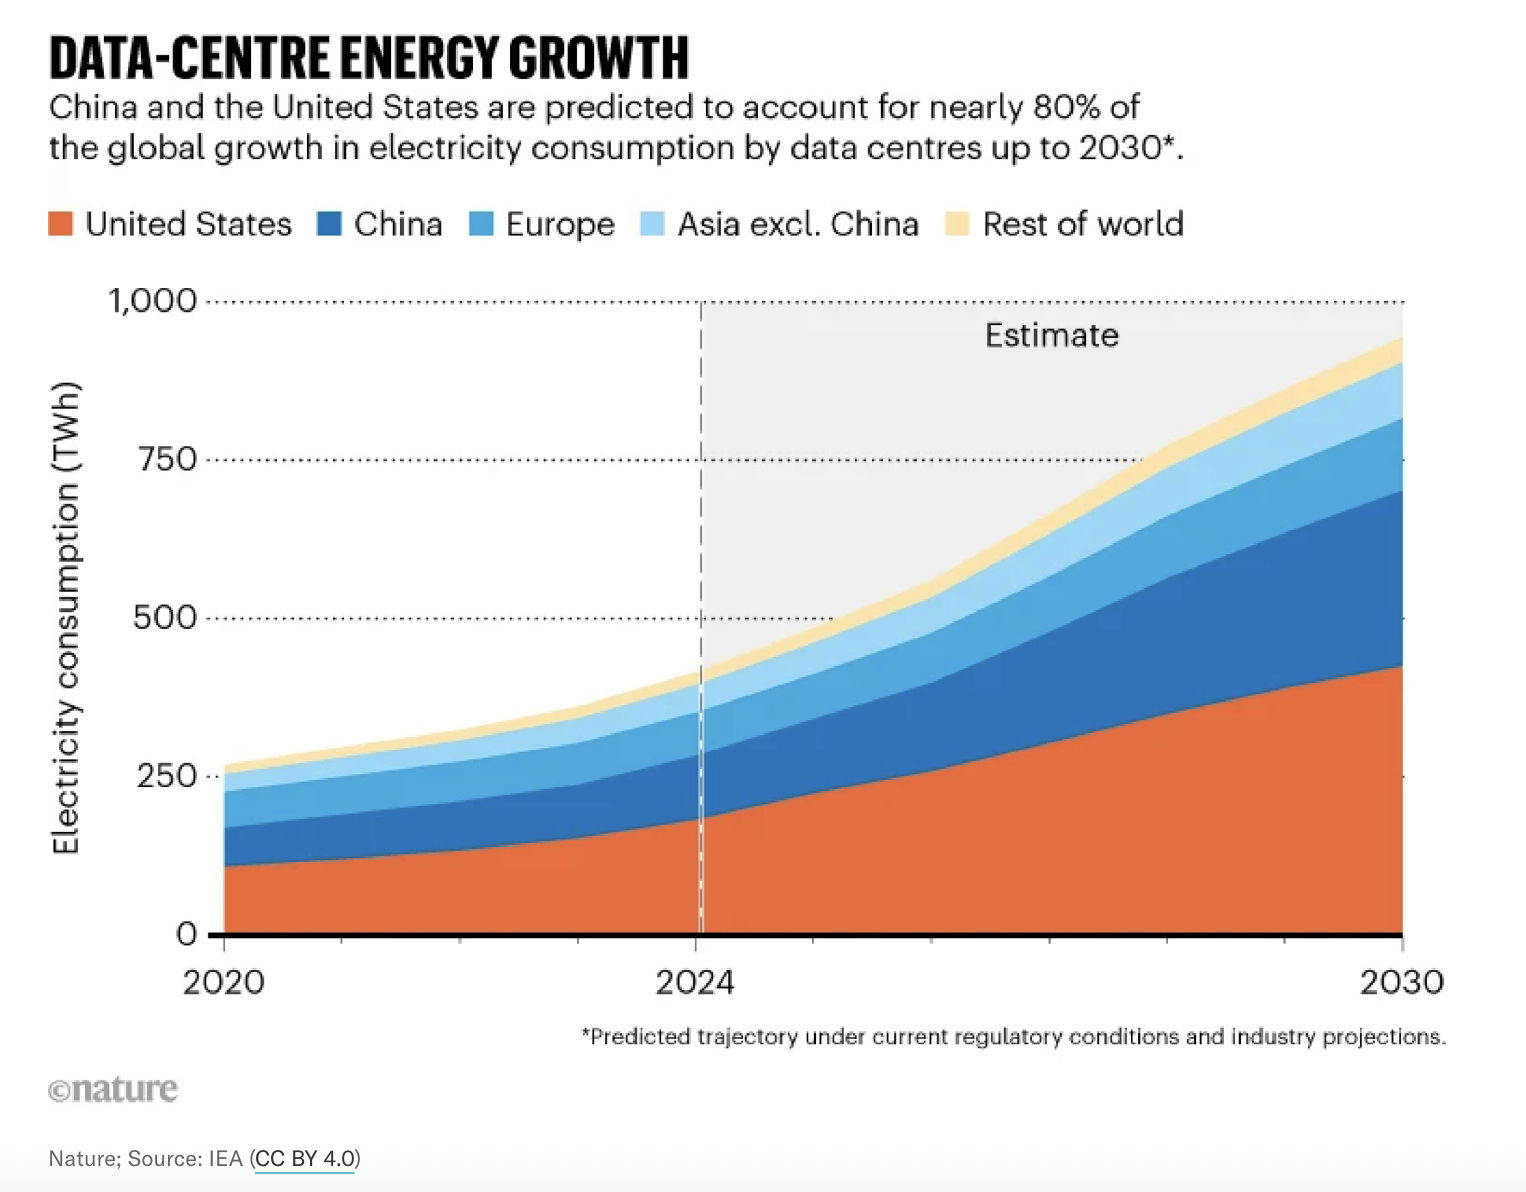 DATA-CENTRE ENERGY GROWTH
China and the United States are predicted to account for nearly 80% of
the global growth in electricity consumption by data centres up to 2030*.
United States China Europe Asia excl. China Rest of world
1,000
Estimate
750
500
250
0
Electricity consumption (TWh)
2020 2024 2030
*Predicted trajectory under current regulatory conditions and industry projections.
©nature
Nature; Source: IEA (CC BY 4.0)